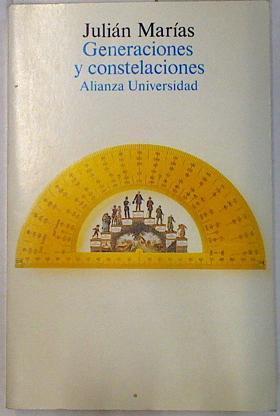 Julián Marías
Generaciones
y constelaciones
Alianza Universidad